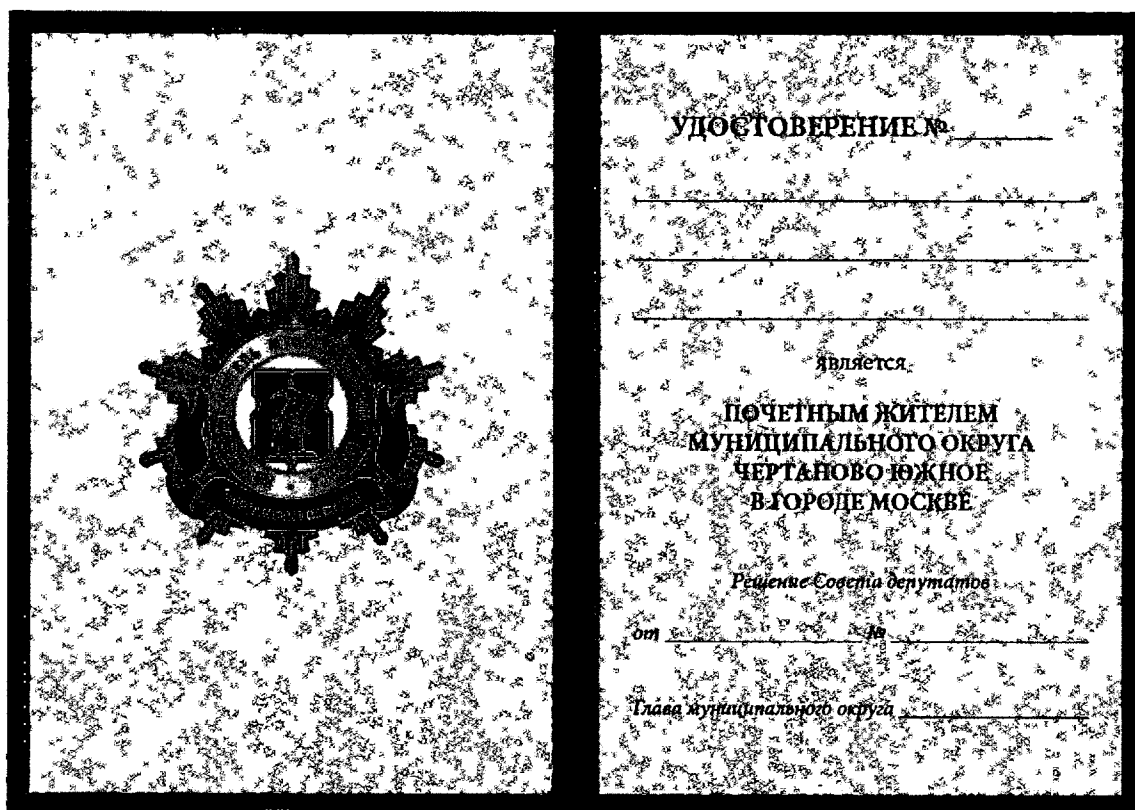 УДОСТОВЕРЕНИЕ №
является
ПОЧЕТНЫМ ЖИТЕЛЕМ
МУНИЦИПАЛЬНОГО ОКРУГА
ЧЕРТАНОВО ЮЖНОЕ
В ГОРОДЕ МОСКВЕ
Решение Совета депутатов
от № 
Глава муниципального округа